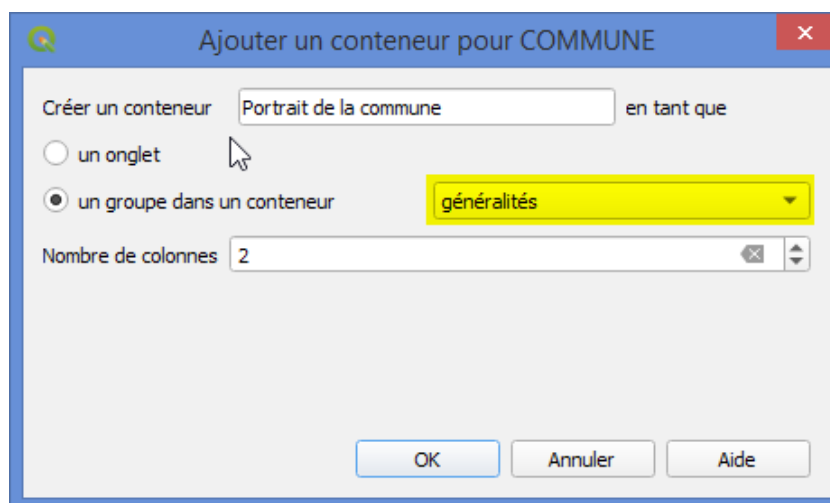 Ajouter un conteneur pour COMMUNE
Créer un conteneur Portrait de la commune en tant que
un onglet
un groupe dans un conteneur généralités
Nombre de colonnes 2
OK Annuler Aide